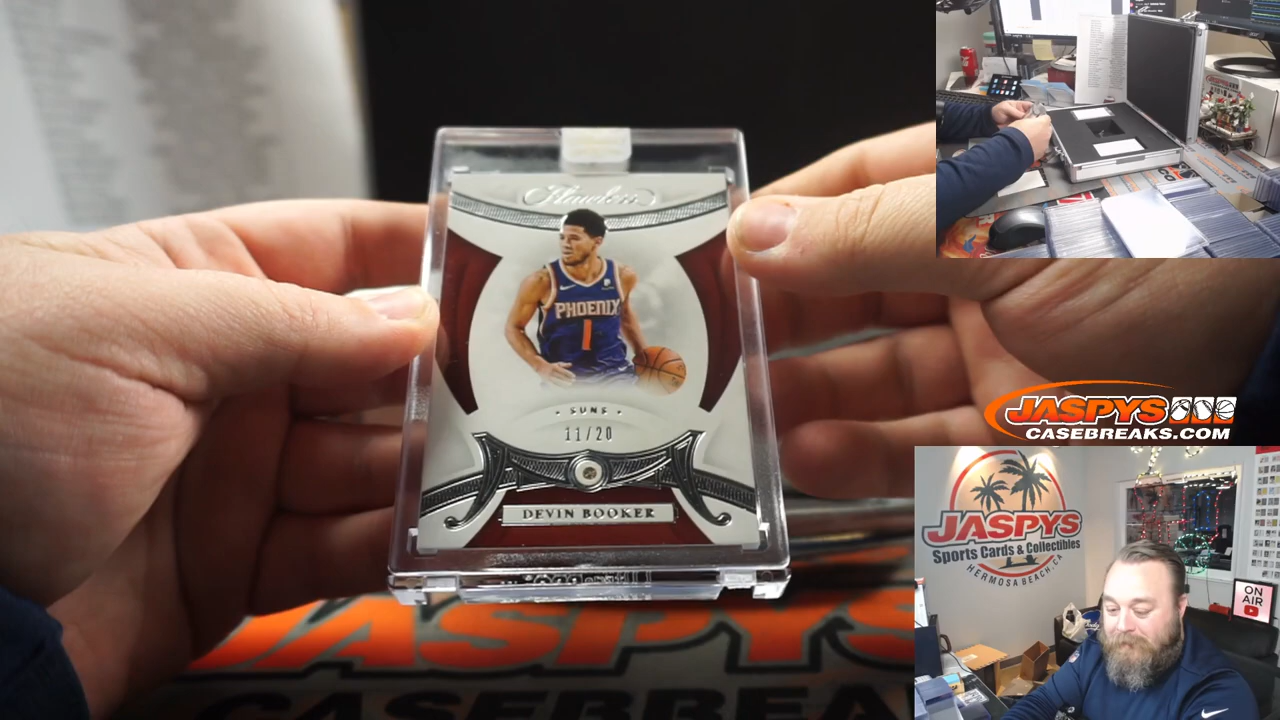 Flawless
PHOENIX
1
• SUNS •
11/20
DEVIN BOOKER
JASPYS
CASEBREAKS.COM
JASPYS
Sports Cards & Collectibles
HERMOSA BEACH, CA
ON
AIR
JASPYS
CASEBREAK